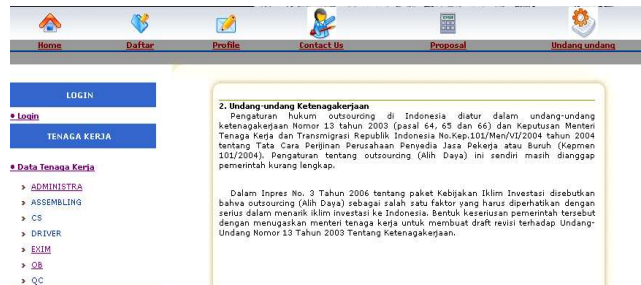 Home Daftar Profile Contact Us Proposal Undang undang
LOGIN
Login
TENAGA KERJA
Data Tenaga Kerja
ADMINISTRA
ASSEMBLING
CS
DRIVER
EXIM
OB
QC
2. Undang-undang Ketenagakerjaan
Pengaturan hukum outsourcing di Indonesia diatur dalam undang-undang
ketenagakerjaan Nomor 13 tahun 2003 (pasal 64, 65 dan 66) dan Keputusan Menteri
Tenaga Kerja dan Transmigrasi Republik Indonesia No.Kep.101/Men/VI/2004 tahun 2004
tentang Tata Cara Perijinan Perusahaan Penyedia Jasa Pekerja atau Buruh (Kepmen
101/2004). Pengaturan tentang outsourcing (Alih Daya) ini sendiri masih dianggap
pemerintah kurang lengkap.
Dalam Inpres No. 3 Tahun 2006 tentang paket Kebijakan Iklim Investasi disebutkan
bahva outsourcing (Alih Daya) sebagai salah satu faktor yang harus diperhatikan dengan
serius dalam menarik iklim investasi ke Indonesia. Bentuk keseriusan pemerintah tersebut
dengan menugaskan menteri tenaga kerja untuk membuat draft revisi terhadap Undang-
Undang Nomor 13 Tahun 2003 Tentang Ketenagakerjaan.